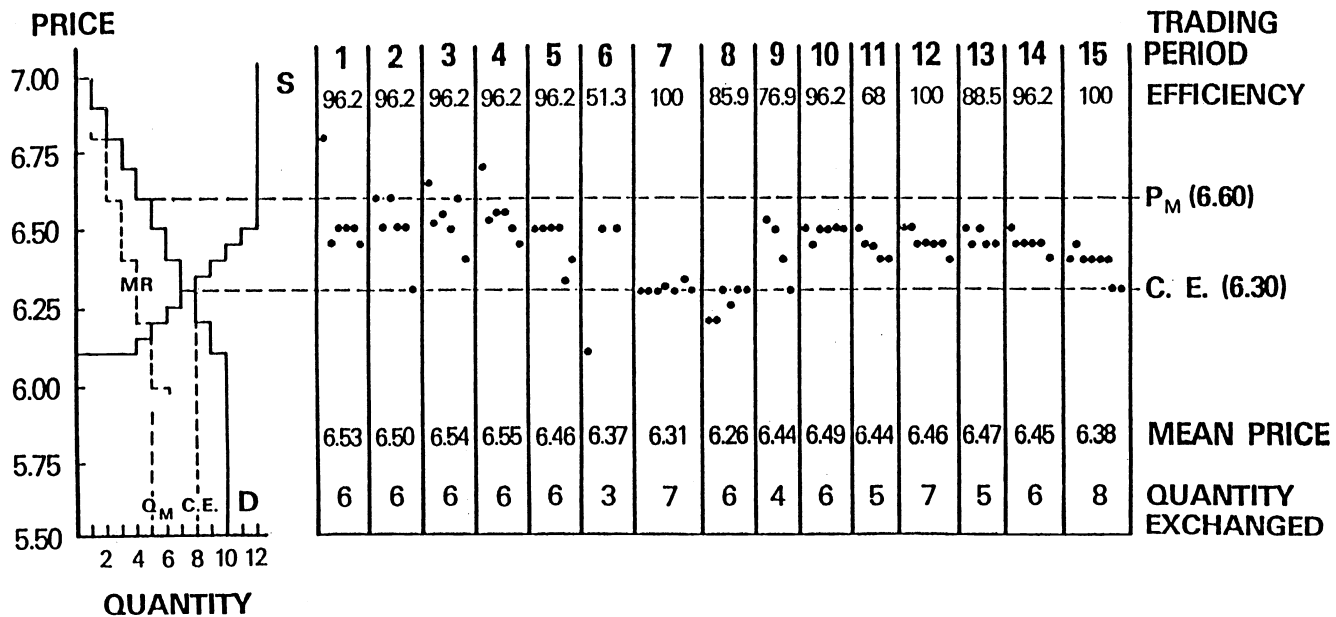 PRICE
7.00
6.75
6.50
6.25
6.00
5.75
5.50
S
MR
Q_M C.E. D
2 4 6 8 10 12
QUANTITY
1 2 3 4 5 6 7 8 9 10 11 12 13 14 15 TRADING PERIOD
96.2 96.2 96.2 96.2 96.2 51.3 100 85.9 76.9 96.2 68 100 88.5 96.2 100 EFFICIENCY
P_M (6.60)
C. E. (6.30)
6.53 6.50 6.54 6.55 6.46 6.37 6.31 6.26 6.44 6.49 6.44 6.46 6.47 6.45 6.38 MEAN PRICE
6 6 6 6 6 3 7 6 4 6 5 7 5 6 8 QUANTITY EXCHANGED